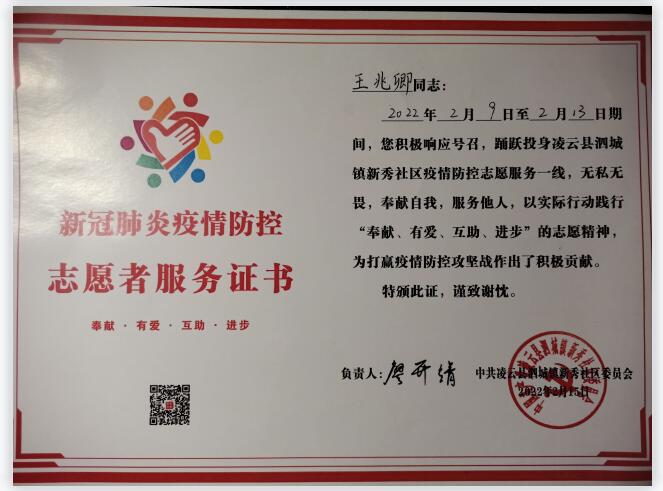 新冠肺炎疫情防控
志愿者服务证书
奉献·有爱·互助·进步
王兆卿同志：
2022年2月9日至2月13日期
间，您积极响应号召，踊跃投身凌云县泗城
镇新秀社区疫情防控志愿服务一线，无私无
畏，奉献自我，服务他人，以实际行动践行
“奉献、有爱、互助、进步”的志愿精神，
为打赢疫情防控攻坚战作出了积极贡献。
特颁此证，谨致谢忱。
负责人：廖开绩 中共凌云县泗城镇新秀社区委员会
2022年2月15日